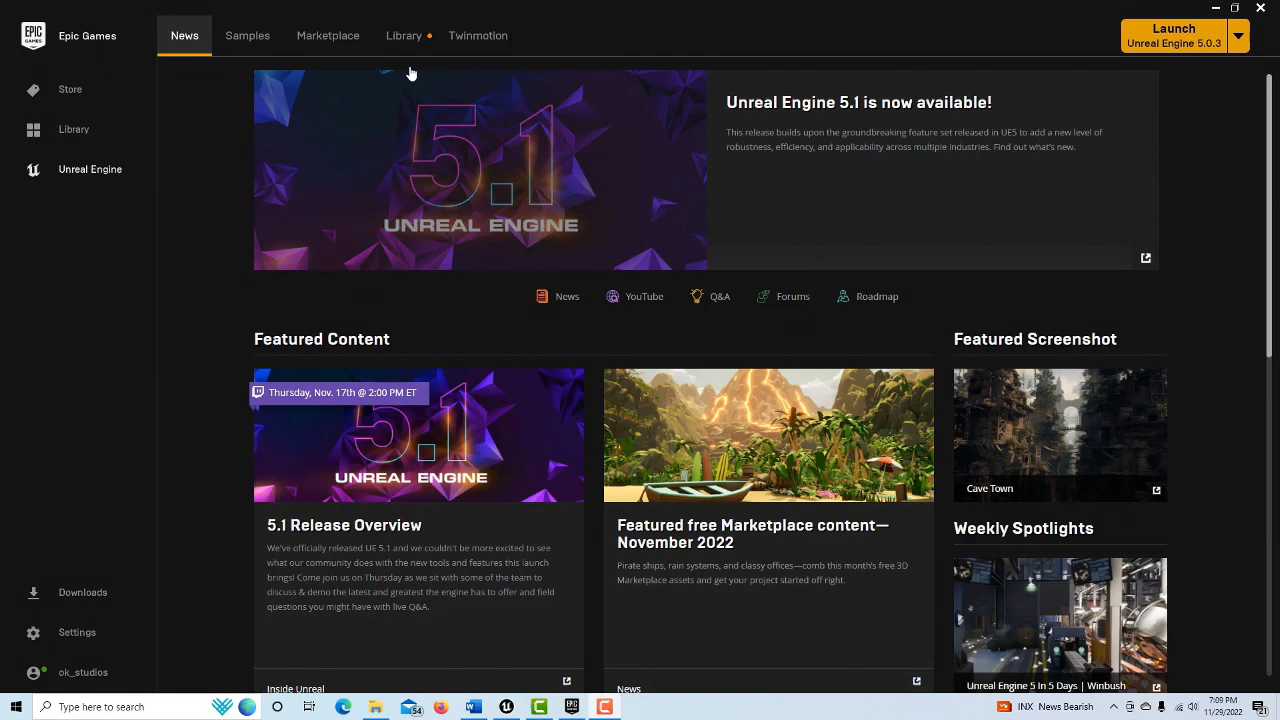 EPIC GAMES
Epic Games
News
Samples
Marketplace
Library
Twinmotion
Launch
Unreal Engine 5.0.3
Store
Library
Unreal Engine
Downloads
Settings
ok_studios
5.1
UNREAL ENGINE
Unreal Engine 5.1 is now available!
This release builds upon the groundbreaking feature set released in UE5 to add a new level of
robustness, efficiency, and applicability across multiple industries. Find out what's new.
News
YouTube
Q&A
Forums
Roadmap
Featured Content
Thursday, Nov. 17th @ 2:00 PM ET
5.1
UNREAL ENGINE
5.1 Release Overview
We've officially released UE 5.1 and we couldn't be more excited to see
what our community does with the new tools and features this launch
brings! Come join us on Thursday as we sit with some of the team to
discuss & demo the latest and greatest the engine has to offer and field
questions you might have with live Q&A.
Inside Unreal
Featured free Marketplace content—
November 2022
Pirate ships, rain systems, and classy offices—comb this month's free 3D
Marketplace assets and get your project started off right.
News
Featured Screenshot
Cave Town
Weekly Spotlights
Unreal Engine 5 In 5 Days | Winbush
Type here to search
54
INX News Bearish
7:09 PM
11/29/2022
21